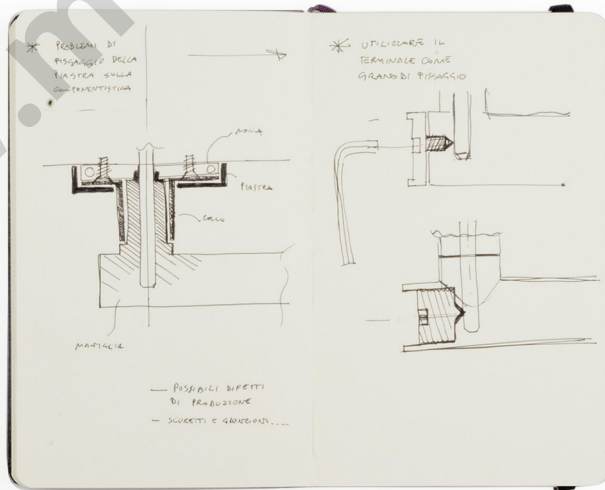 PROBLEMI DI
FISSAGGIO DELLA
PIASTRA SULLA
COMPONENTISTICA
MOLLA
PIASTRA
COLLO
MANIGLIA
— POSSIBILI DIFETTI
DI PRODUZIONE
— SCURETTI E GIUNZIONI....
UTILIZZARE IL
TERMINALE COME
GRANO DI FISSAGGIO